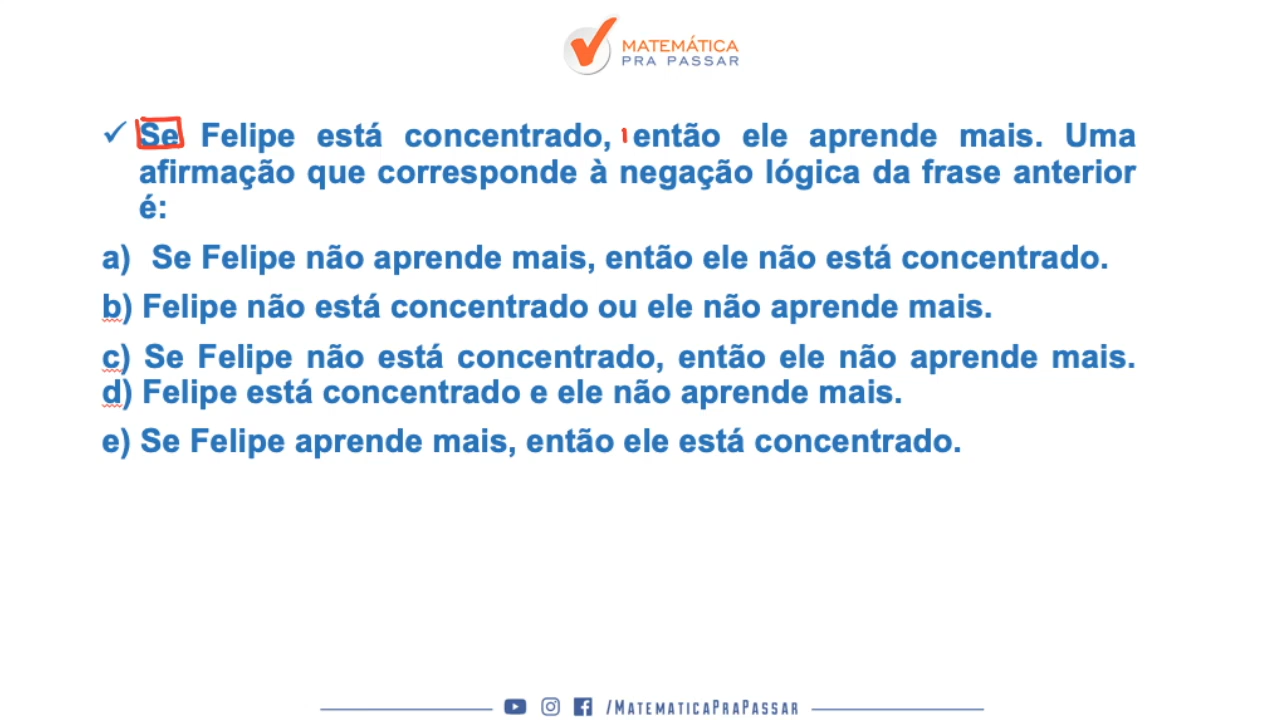 MATEMÁTICA
PRA PASSAR
✓ Se Felipe está concentrado, então ele aprende mais. Uma
afirmação que corresponde à negação lógica da frase anterior
é:
a) Se Felipe não aprende mais, então ele não está concentrado.
b) Felipe não está concentrado ou ele não aprende mais.
c) Se Felipe não está concentrado, então ele não aprende mais.
d) Felipe está concentrado e ele não aprende mais.
e) Se Felipe aprende mais, então ele está concentrado.
/MATEMATICAPRAPASSAR